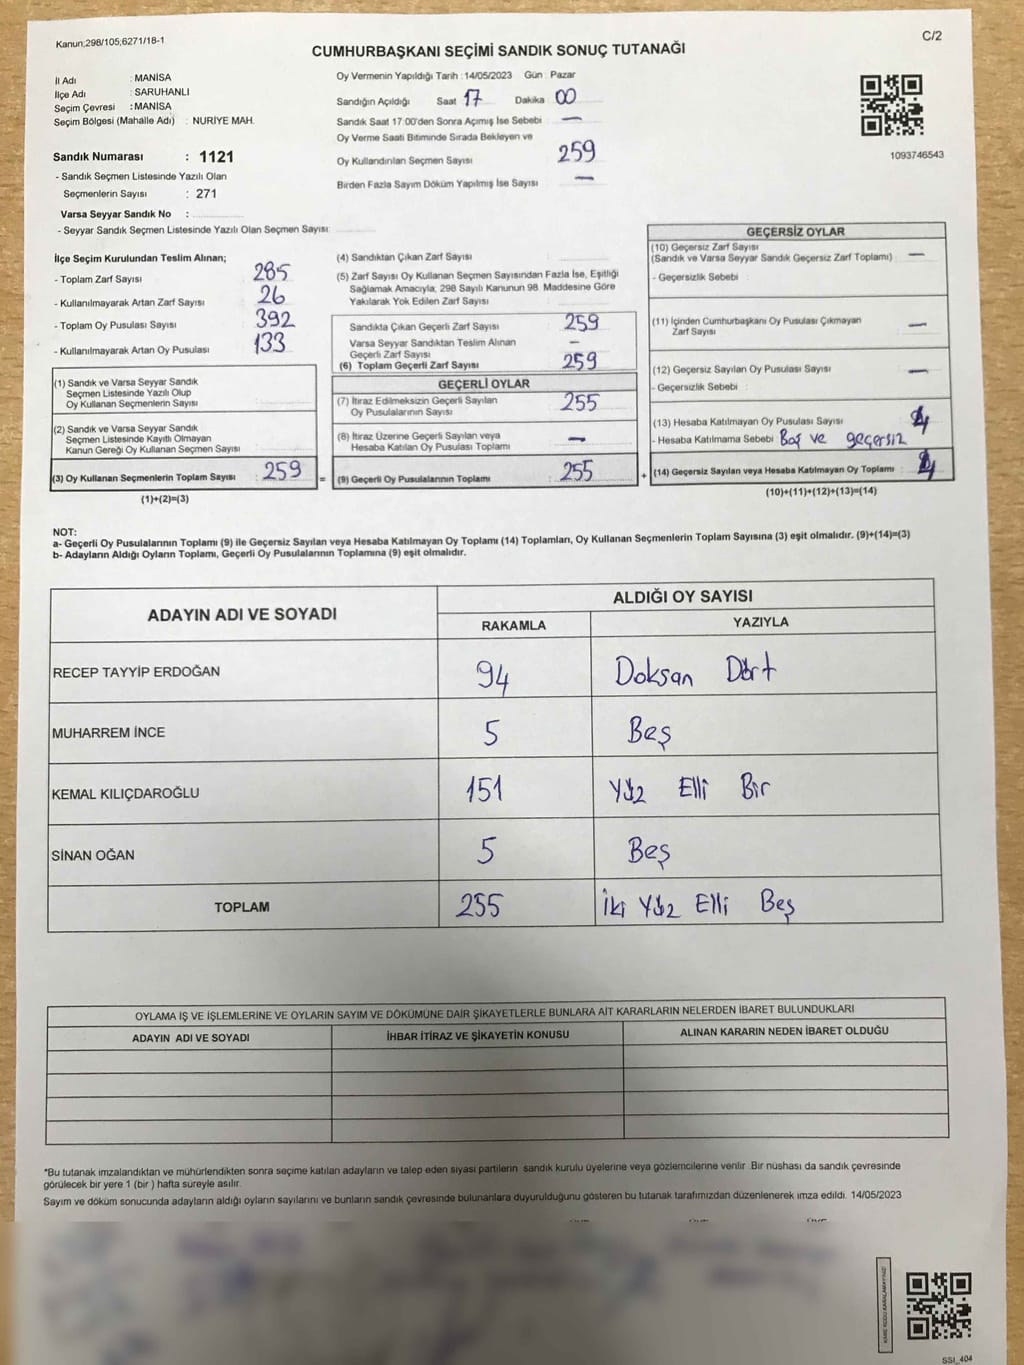 Kanun;298/105;6271/18-1
C/2
CUMHURBAŞKANI SEÇİMİ SANDIK SONUÇ TUTANAĞI
İl Adı : MANİSA
İlçe Adı : SARUHANLI
Seçim Çevresi : MANİSA
Seçim Bölgesi (Mahalle Adı) : NURİYE MAH.
Sandık Numarası : 1121
- Sandık Seçmen Listesinde Yazılı Olan
Seçmenlerin Sayısı : 271
Varsa Seyyar Sandık No :
- Seyyar Sandık Seçmen Listesinde Yazılı Olan Seçmen Sayısı:
Oy Vermenin Yapıldığı Tarih : 14/05/2023 Gün : Pazar
Sandığın Açıldığı Saat 17 Dakika 00
Sandık Saat 17:00'den Sonra Açımış İse Sebebi : —
Oy Verme Saati Bitiminde Sırada Bekleyen ve
Oy Kullandırılan Seçmen Sayısı 259
Birden Fazla Sayım Döküm Yapılmış İse Sayısı —
1093746543
İlçe Seçim Kurulundan Teslim Alınan;
- Toplam Zarf Sayısı : 285
- Kullanılmayarak Artan Zarf Sayısı : 26
- Toplam Oy Pusulası Sayısı : 392
- Kullanılmayarak Artan Oy Pusulası : 133
(1) Sandık ve Varsa Seyyar Sandık
Seçmen Listesinde Yazılı Olup
Oy Kullanan Seçmenlerin Sayısı :
(2) Sandık ve Varsa Seyyar Sandık
Seçmen Listesinde Kayıtlı Olmayan
Kanun Gereği Oy Kullanan Seçmen Sayısı :
(3) Oy Kullanan Seçmenlerin Toplam Sayısı : 259
(1)+(2)=(3)
(4) Sandıktan Çıkan Zarf Sayısı :
(5) Zarf Sayısı Oy Kullanan Seçmen Sayısından Fazla İse, Eşitliği
Sağlamak Amacıyla, 298 Sayılı Kanunun 98. Maddesine Göre
Yakılarak Yok Edilen Zarf Sayısı :
Sandıkta Çıkan Geçerli Zarf Sayısı : 259
Varsa Seyyar Sandıktan Teslim Alınan
Geçerli Zarf Sayısı : —
(6) Toplam Geçerli Zarf Sayısı : 259
GEÇERLİ OYLAR
(7) İtiraz Edilmeksizin Geçerli Sayılan
Oy Pusulalarının Sayısı : 255
(8) İtiraz Üzerine Geçerli Sayılan veya
Hesaba Katılan Oy Pusulası Toplamı : —
= (9) Geçerli Oy Pusulalarının Toplamı : 255
GEÇERSİZ OYLAR
(10) Geçersiz Zarf Sayısı
(Sandık ve Varsa Seyyar Sandık Geçersiz Zarf Toplamı) : —
- Geçersizlik Sebebi :
(11) İçinden Cumhurbaşkanı Oy Pusulası Çıkmayan
Zarf Sayısı : —
(12) Geçersiz Sayılan Oy Pusulası Sayısı : —
- Geçersizlik Sebebi :
(13) Hesaba Katılmayan Oy Pusulası Sayısı : 4
- Hesaba Katılmama Sebebi : Boş ve geçersiz
+ (14) Geçersiz Sayılan veya Hesaba Katılmayan Oy Toplamı : 4
(10)+(11)+(12)+(13)=(14)
NOT:
a- Geçerli Oy Pusulalarının Toplamı (9) ile Geçersiz Sayılan veya Hesaba Katılmayan Oy Toplamı (14) Toplamları, Oy Kullanan Seçmenlerin Toplam Sayısına (3) eşit olmalıdır. (9)+(14)=(3)
b- Adayların Aldığı Oyların Toplamı, Geçerli Oy Pusulalarının Toplamına (9) eşit olmalıdır.
ADAYIN ADI VE SOYADI ALDIĞI OY SAYISI
RAKAMLA YAZIYLA
RECEP TAYYİP ERDOĞAN 94 Doksan Dört
MUHARREM İNCE 5 Beş
KEMAL KILIÇDAROĞLU 151 Yüz Elli Bir
SİNAN OĞAN 5 Beş
TOPLAM 255 İki Yüz Elli Beş
OYLAMA İŞ VE İŞLEMLERİNE VE OYLARIN SAYIM VE DÖKÜMÜNE DAİR ŞİKAYETLERLE BUNLARA AİT KARARLARIN NELERDEN İBARET BULUNDUKLARI
ADAYIN ADI VE SOYADI İHBAR İTİRAZ VE ŞİKAYETİN KONUSU ALINAN KARARIN NEDEN İBARET OLDUĞU
*Bu tutanak imzalandıktan ve mühürlendikten sonra seçime katılan adayların ve talep eden siyasi partilerin sandık kurulu üyelerine veya gözlemcilerine verilir. Bir nüshası da sandık çevresinde
görülecek bir yere 1 (bir ) hafta süreyle asılır.
Sayım ve döküm sonucunda adayların aldığı oyların sayılarını ve bunların sandık çevresinde bulunanlara duyurulduğunu gösteren bu tutanak tarafımızdan düzenlenerek imza edildi. 14/05/2023
SSI_404